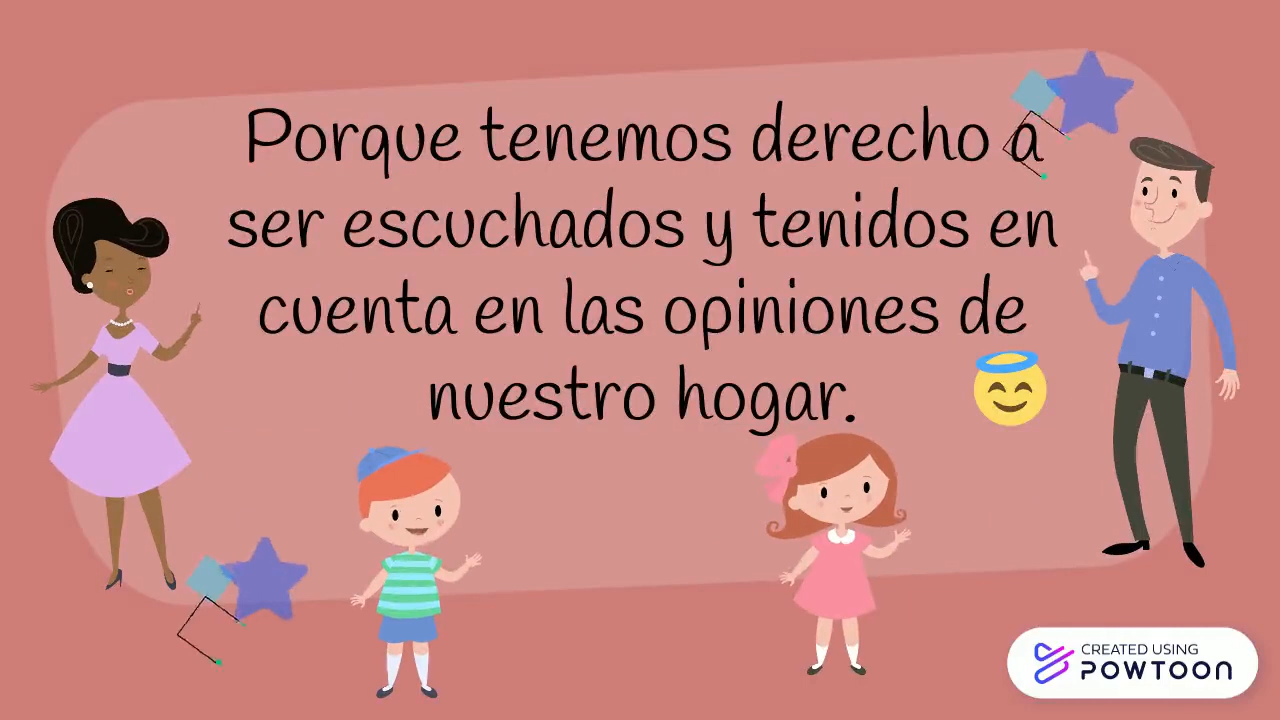 Porque tenemos derecho a
ser escuchados y tenidos en
cuenta en las opiniones de
nuestro hogar.
CREATED USING
POWTOON